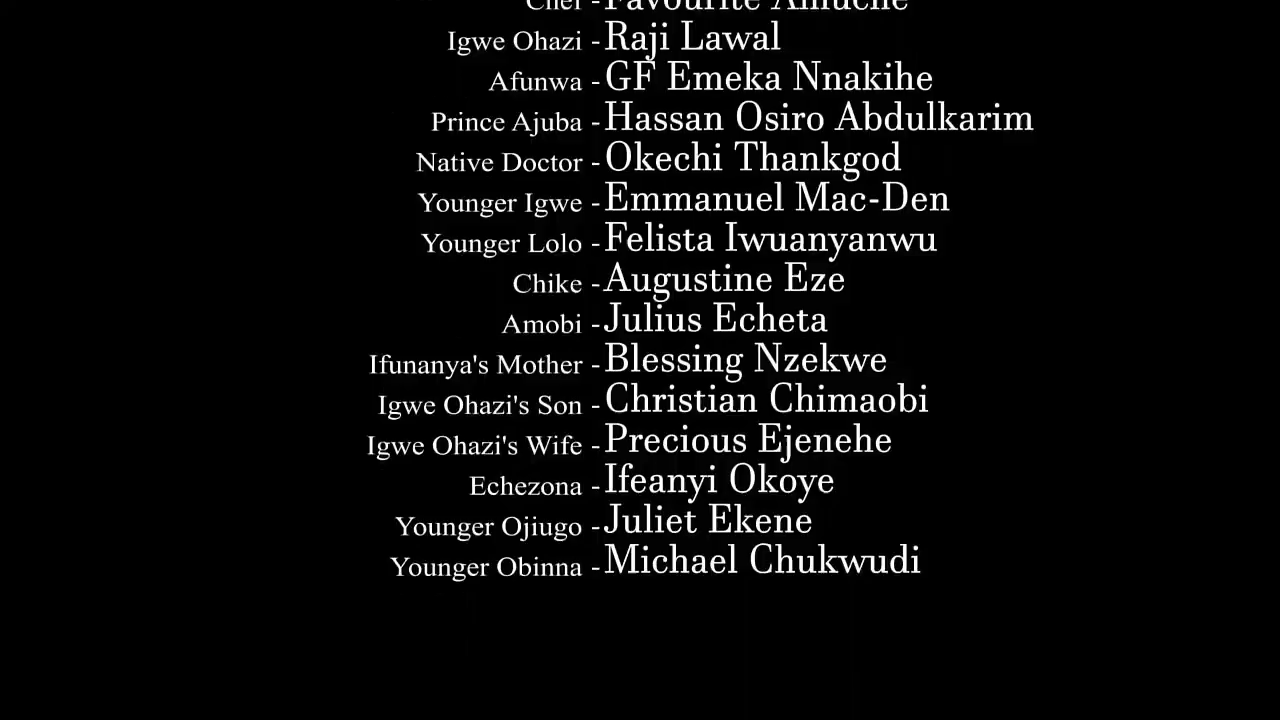 Igwe Ohazi - Raji Lawal
Afunwa - GF Emeka Nnakihe
Prince Ajuba - Hassan Osiro Abdulkarim
Native Doctor - Okechi Thankgod
Younger Igwe - Emmanuel Mac-Den
Younger Lolo - Felista Iwuanyanwu
Chike - Augustine Eze
Amobi - Julius Echeta
Ifunanya's Mother - Blessing Nzekwe
Igwe Ohazi's Son - Christian Chimaobi
Igwe Ohazi's Wife - Precious Ejenehe
Echezona - Ifeanyi Okoye
Younger Ojiugo - Juliet Ekene
Younger Obinna - Michael Chukwudi